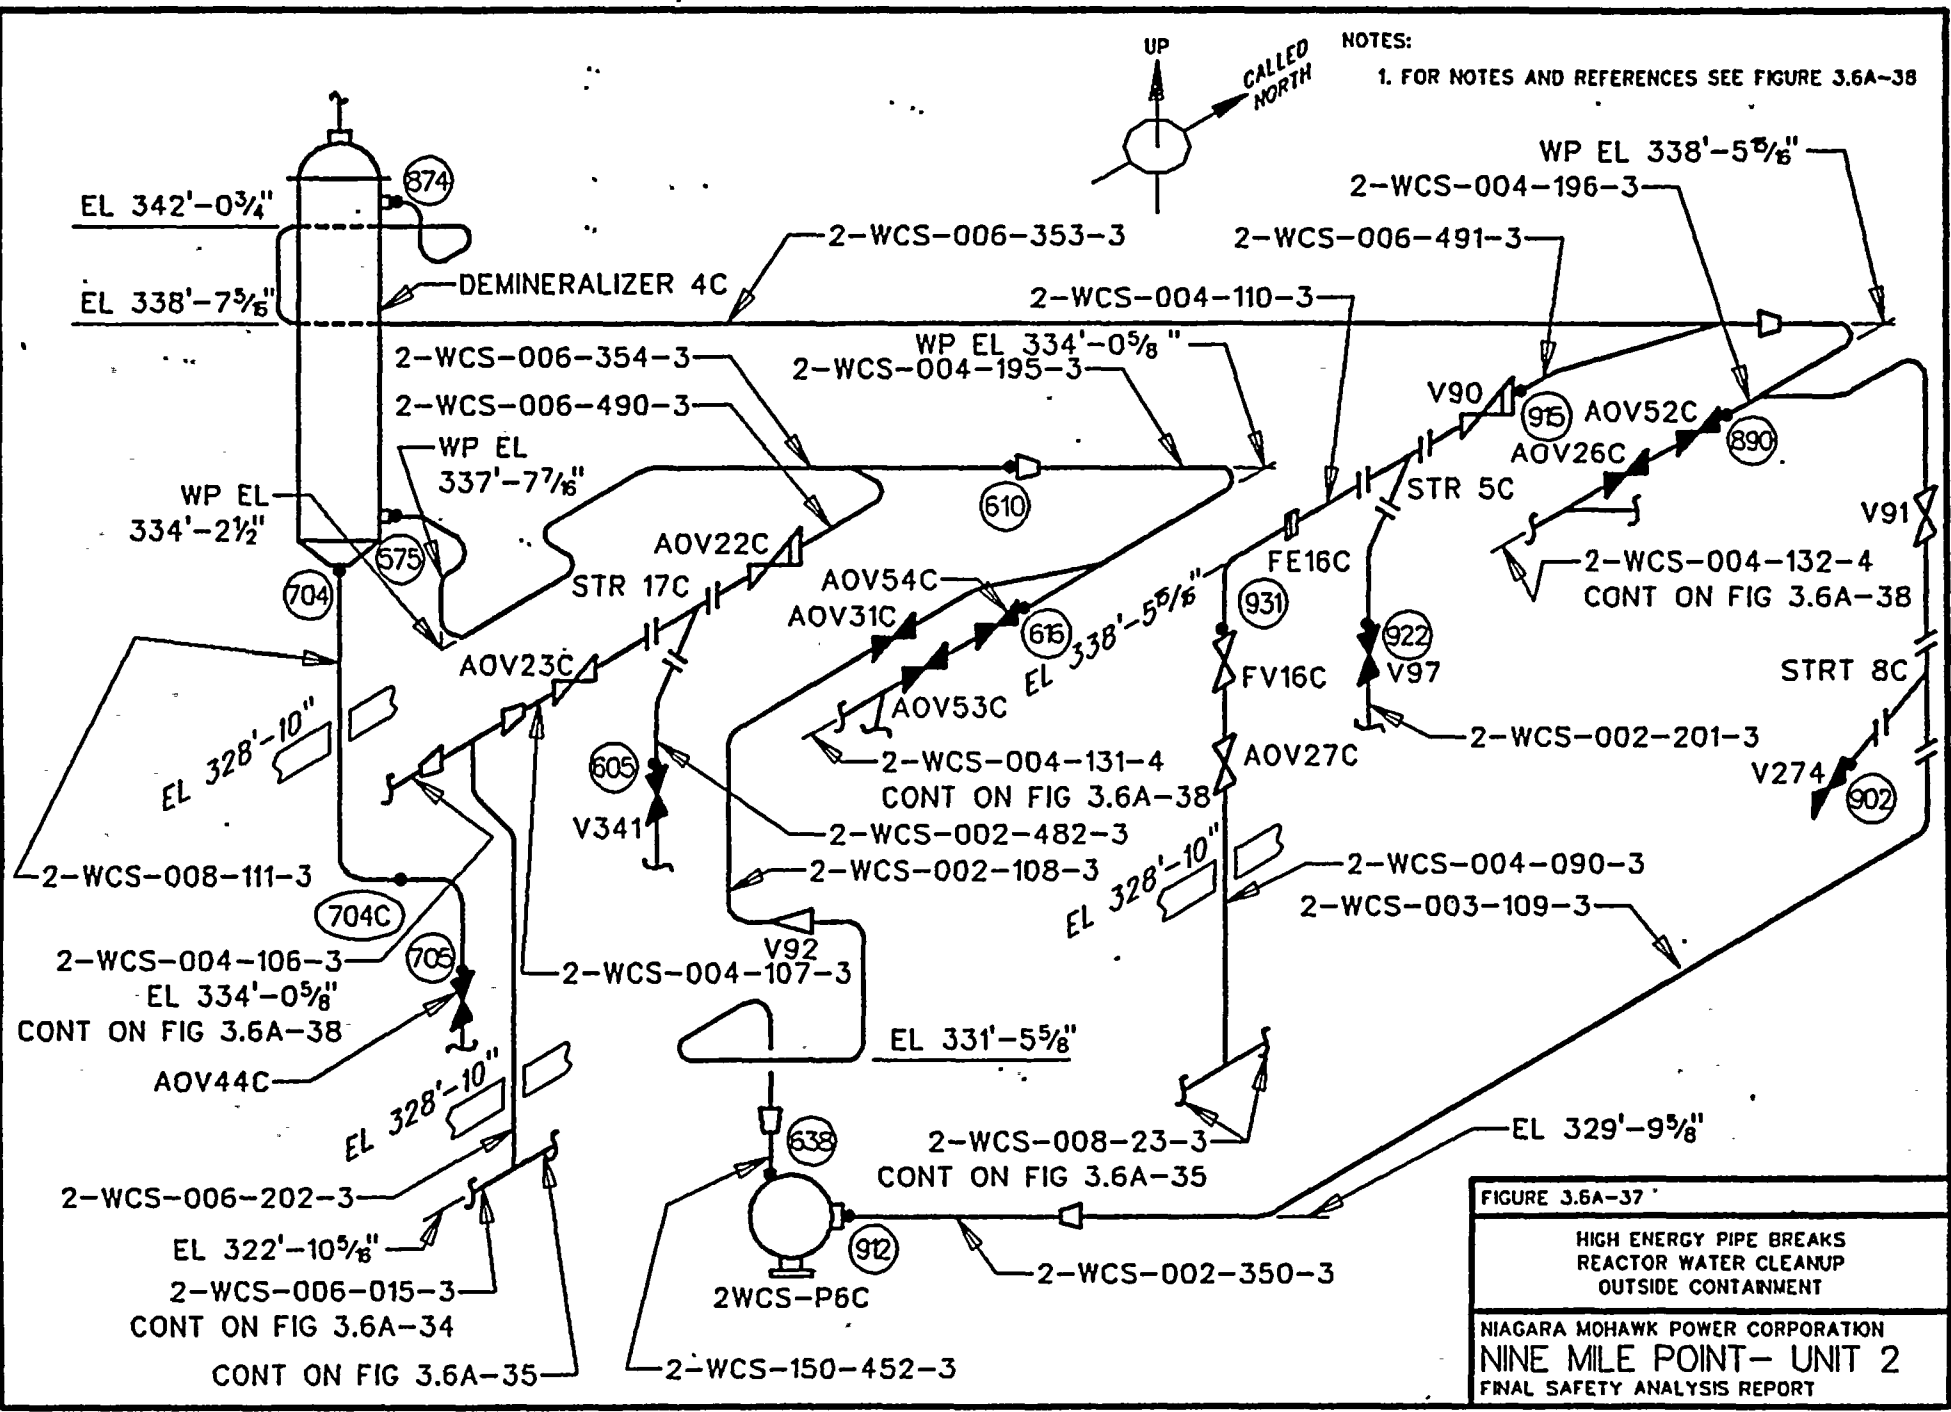 UP
CALLED
NORTH
NOTES:
1. FOR NOTES AND REFERENCES SEE FIGURE 3.6A-38
WP EL 338'-5 15/16"
2-WCS-004-196-3
874
EL 342'-0¾"
2-WCS-006-353-3
2-WCS-006-491-3
DEMINERALIZER 4C
EL 338'-7 5/16"
2-WCS-004-110-3
WP EL 334'-0⅝"
2-WCS-006-354-3
2-WCS-004-195-3
2-WCS-006-490-3
V90
915
AOV52C
890
AOV26C
WP EL
337'-7 7/16"
WP EL
334'-2½"
610
STR 5C
V91
575
AOV22C
FE16C
704
STR 17C
AOV54C
AOV31C
616
EL 338'-5 15/16"
931
2-WCS-004-132-4
CONT ON FIG 3.6A-38
922
V97
AOV23C
FV16C
STRT 8C
AOV53C
EL 328'-10"
2-WCS-002-201-3
605
2-WCS-004-131-4
CONT ON FIG 3.6A-38
AOV27C
V274
902
V341
2-WCS-002-482-3
2-WCS-008-111-3
2-WCS-002-108-3
EL 328'-10"
2-WCS-004-090-3
2-WCS-003-109-3
704C
V92
2-WCS-004-106-3
EL 334'-0⅝"
CONT ON FIG 3.6A-38
705
2-WCS-004-107-3
AOV44C
EL 331'-5⅝"
EL 328'-10"
638
2-WCS-008-23-3
CONT ON FIG 3.6A-35
EL 329'-9⅝"
2-WCS-006-202-3
EL 322'-10 5/16"
912
2-WCS-006-015-3
CONT ON FIG 3.6A-34
2WCS-P6C
2-WCS-002-350-3
CONT ON FIG 3.6A-35
2-WCS-150-452-3
FIGURE 3.6A-37
HIGH ENERGY PIPE BREAKS
REACTOR WATER CLEANUP
OUTSIDE CONTAINMENT
NIAGARA MOHAWK POWER CORPORATION
NINE MILE POINT- UNIT 2
FINAL SAFETY ANALYSIS REPORT